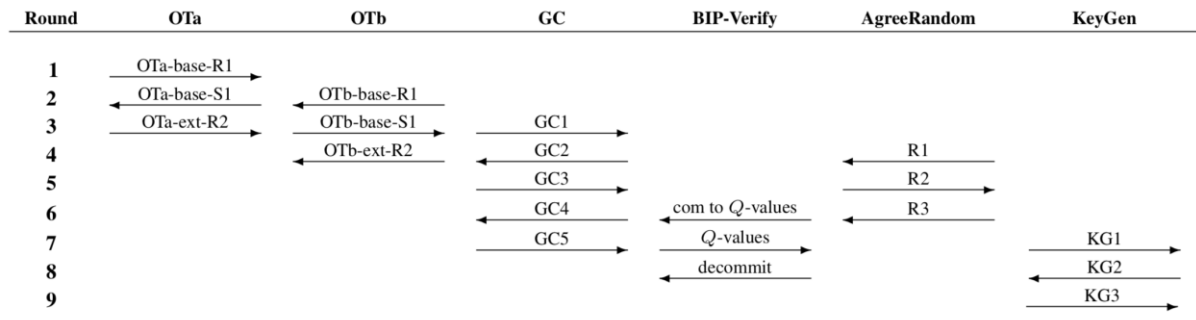 Round OTa OTb GC BIP-Verify AgreeRandom KeyGen
1 OTa-base-R1
2 OTa-base-S1 OTb-base-R1
3 OTa-ext-R2 OTb-base-S1 GC1
4 OTb-ext-R2 GC2 R1
5 GC3 R2
6 GC4 com to Q-values R3
7 GC5 Q-values KG1
8 decommit KG2
9 KG3